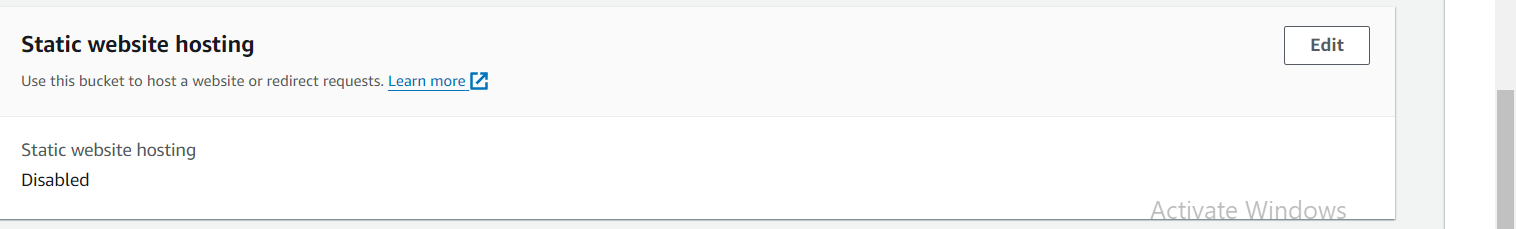 Static website hosting
Edit
Use this bucket to host a website or redirect requests. Learn more
Static website hosting
Disabled
Activate Windows